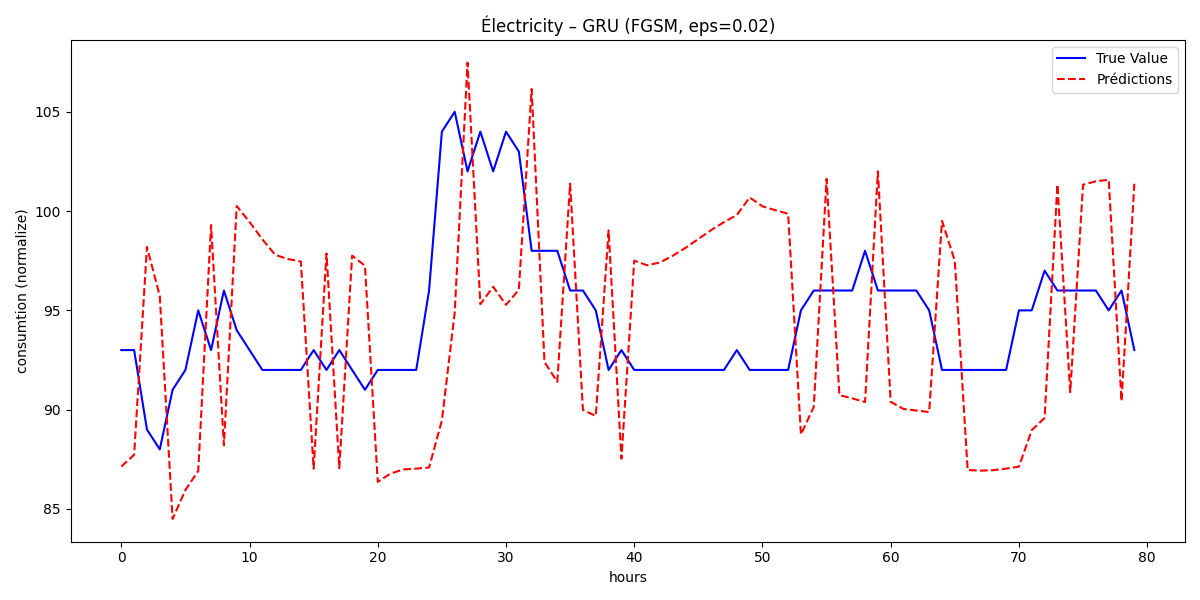 Électricity – GRU (FGSM, eps=0.02)
True Value
Prédictions
consumtion (normalize)
105
100
95
90
85
0 10 20 30 40 50 60 70 80
hours